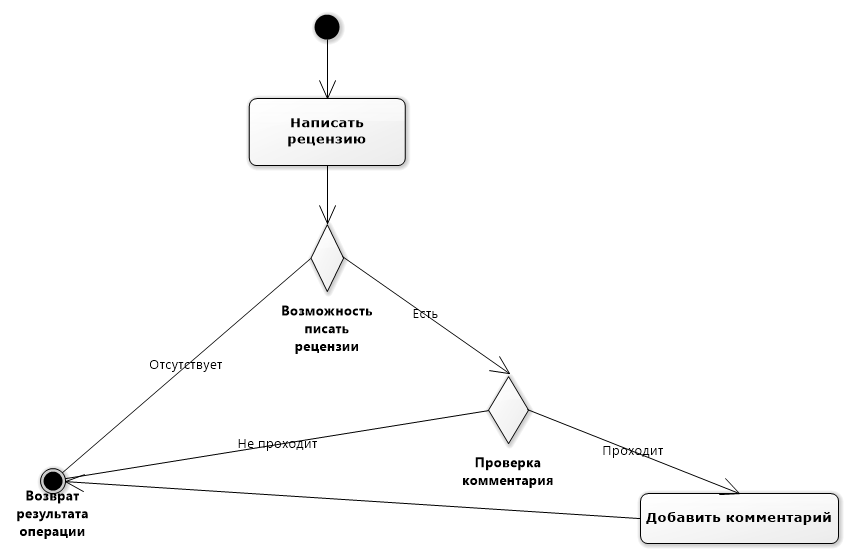 Написать
рецензию
Возможность
писать
рецензии
Есть
Отсутствует
Не проходит
Проходит
Проверка
комментария
Возврат
результата
операции
Добавить комментарий